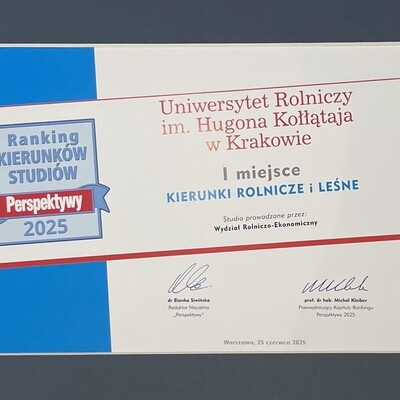 Uniwersytet Rolniczy
im. Hugona Kołłątaja
w Krakowie
I miejsce
KIERUNKI ROLNICZE i LEŚNE
Studia prowadzone przez:
Wydział Rolniczo-Ekonomiczny
Ranking
KIERUNKÓW
STUDIÓW
Perspektywy
2025
dr Bianka Siwińska
Redaktor Naczelna
„Perspektywy”
prof. dr hab. Michał Kleiber
Przewodniczący Kapituły Rankingu
Perspektywy 2025
Warszawa, 25 czerwca 2025